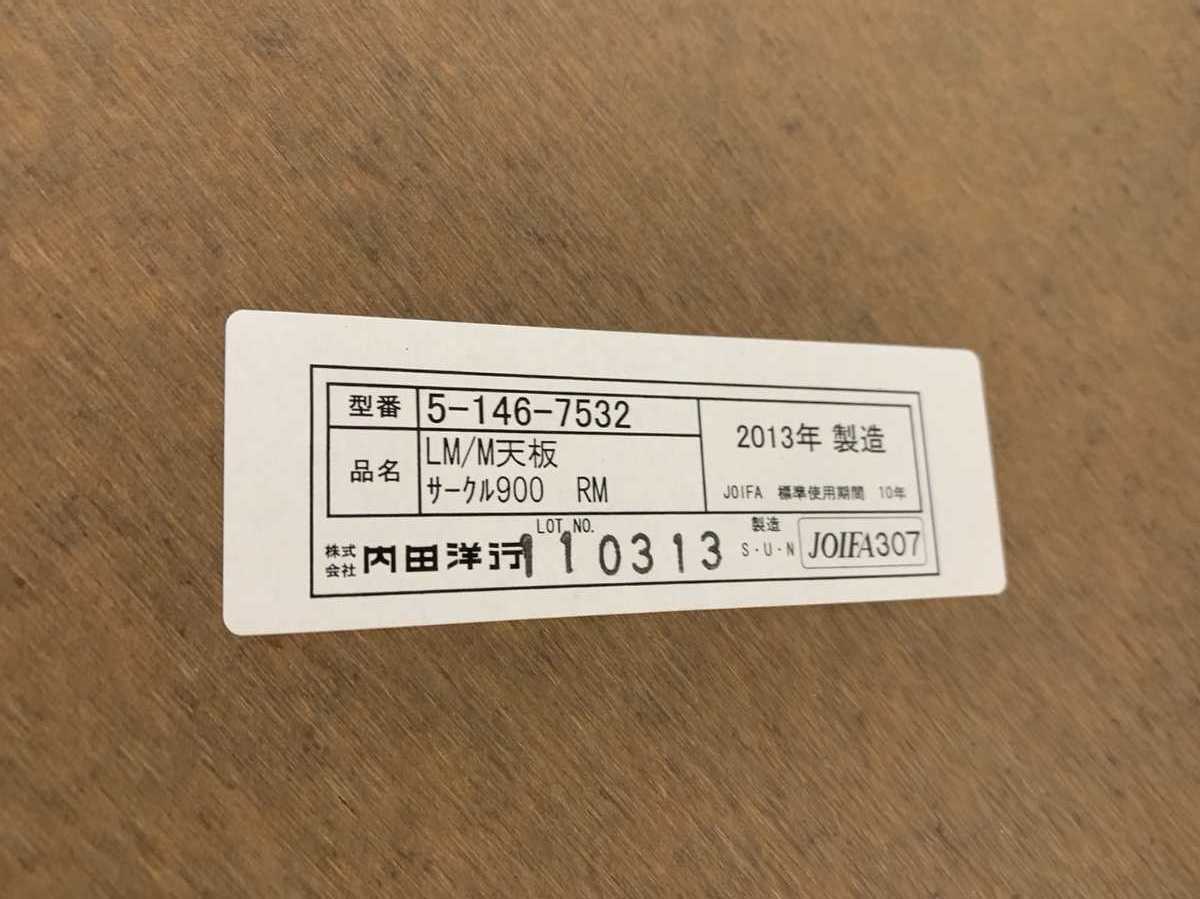 型番 5-146-7532
品名 LM/M天板
ｻｰｸﾙ900 RM
2013年 製造
JOIFA 標準使用期間 10年
株式会社 内田洋行
LOT NO.
110313
製造
S・U・N
JOIFA307